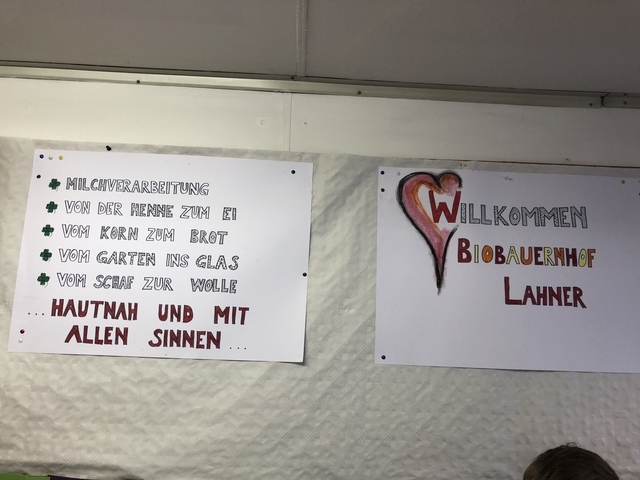 MILCHVERARBEITUNG
VON DER HENNE ZUM EI
VOM KORN ZUM BROT
VOM GARTEN INS GLAS
VOM SCHAF ZUR WOLLE
...HAUTNAH UND MIT
ALLEN SINNEN...
WILLKOMMEN
BIOBAUERNHOF
LAHNER